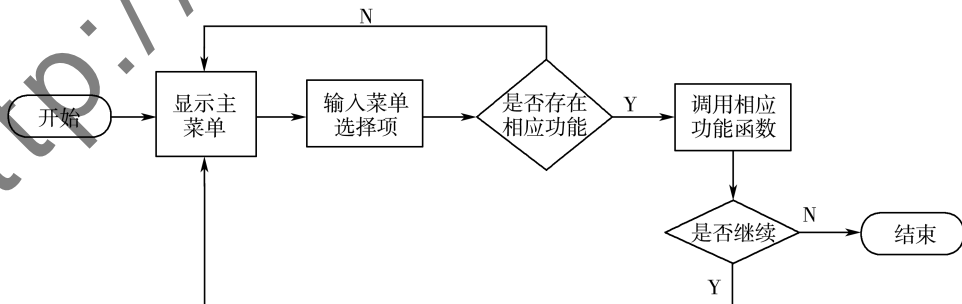 N
开始
显示主
菜单
输入菜单
选择项
是否存在
相应功能
Y
调用相应
功能函数
是否继续
N
结束
Y
ttp:/